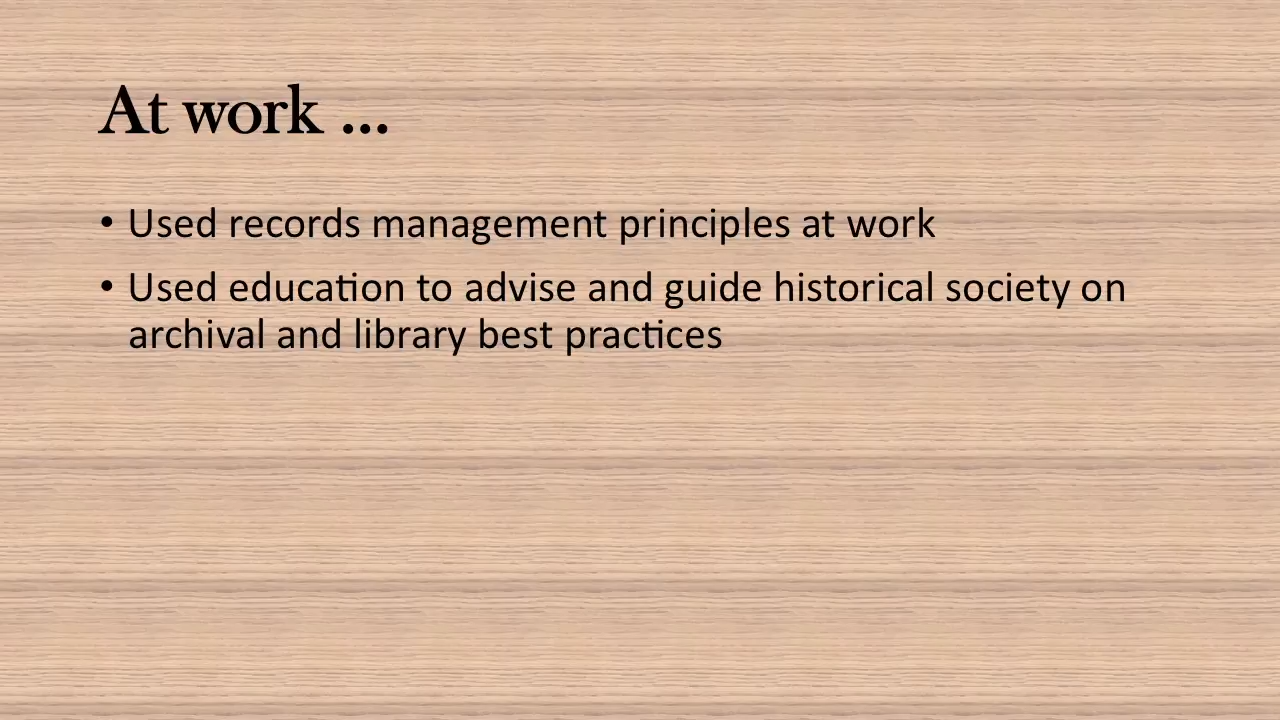 At work ...
• Used records management principles at work
• Used education to advise and guide historical society on
archival and library best practices